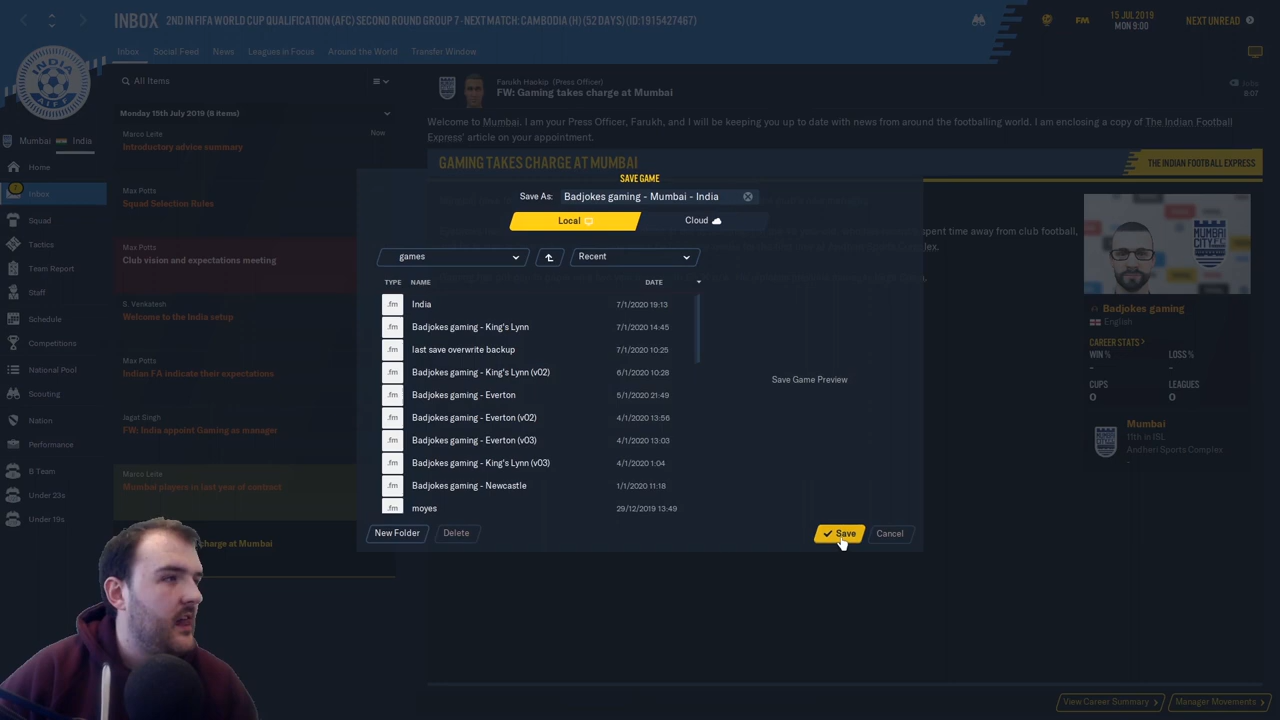 INBOX
2ND IN FIFA WORLD CUP QUALIFICATION (AFC) SECOND ROUND GROUP 7 - NEXT MATCH: CAMBODIA (H) (52 DAYS) (ID:1915427467)
FM
15 JUL 2019
MON 9:00
NEXT UNREAD
Inbox
Social Feed
News
Leagues in Focus
Around the World
Transfer Window
INDIA
AIFF
Mumbai
India
Home
Inbox
Squad
Tactics
Team Report
Staff
Schedule
Competitions
National Pool
Scouting
Nation
Performance
B Team
Under 23s
Under 19s
All Items
Monday 15th July 2019 (8 items)
Marco Leite
Now
Introductory advice summary
Max Potts
Squad Selection Rules
Max Potts
Club vision and expectations meeting
S. Venkatesh
Welcome to the India setup
Max Potts
Indian FA indicate their expectations
Jagat Singh
FW: India appoint Gaming as manager
Marco Leite
Mumbai players in last year of contract
charge at Mumbai
Farukh Haokip (Press Officer)
FW: Gaming takes charge at Mumbai
Welcome to Mumbai. I am your Press Officer, Farukh, and I will be keeping you up to date with news from around the footballing world. I am enclosing a copy of The Indian Football
Express' article on your appointment.
GAMING TAKES CHARGE AT MUMBAI
THE INDIAN FOOTBALL EXPRESS
spent time away from club football,
SAVE GAME
Save As:
Badjokes gaming - Mumbai - India
Local
Cloud
games
Recent
TYPE NAME DATE
.fm India 7/1/2020 19:13
.fm Badjokes gaming - King's Lynn 7/1/2020 14:45
.fm last save overwrite backup 7/1/2020 10:25
.fm Badjokes gaming - King's Lynn (v02) 6/1/2020 10:28
.fm Badjokes gaming - Everton 5/1/2020 21:49
.fm Badjokes gaming - Everton (v02) 4/1/2020 13:56
.fm Badjokes gaming - Everton (v03) 4/1/2020 13:03
.fm Badjokes gaming - King's Lynn (v03) 4/1/2020 1:04
.fm Badjokes gaming - Newcastle 1/1/2020 11:18
.fm moyes 29/12/2019 13:49
Save Game Preview
New Folder
Delete
Save
Cancel
MUMBAI
CITY FC
Badjokes gaming
English
CAREER STATS >
WIN %
LOSS %
-
-
CUPS
LEAGUES
0
0
Mumbai
11th in ISL
Andheri Sports Complex
-
View Career Summary >
Manager Movements >